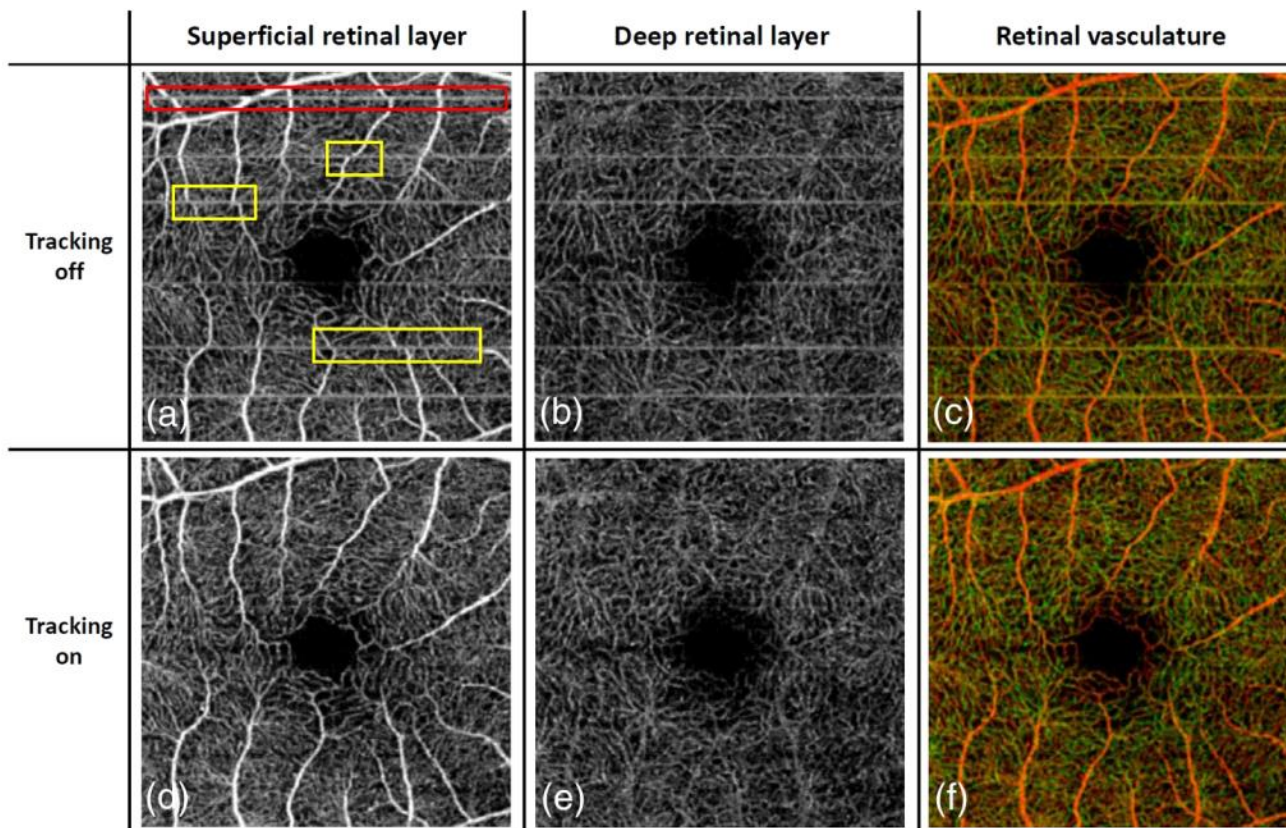 Superficial retinal layer
Deep retinal layer
Retinal vasculature
Tracking
off
(a)
(b)
(c)
Tracking
on
(d)
(e)
(f)